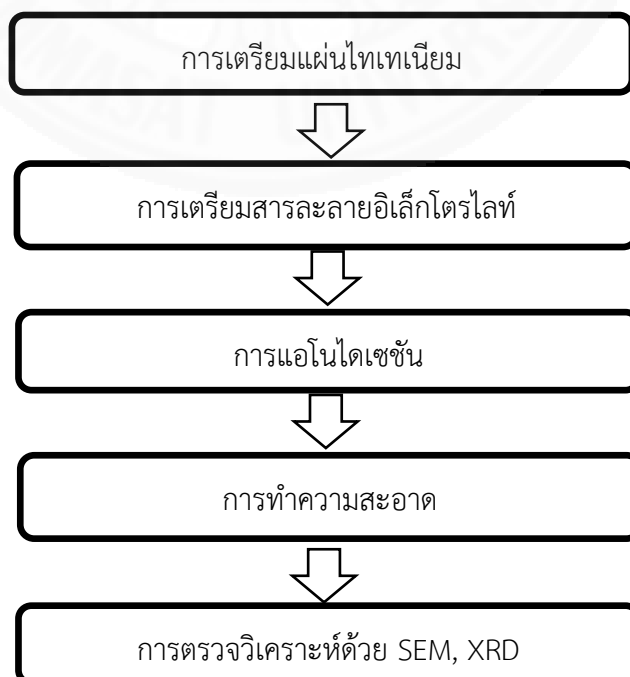 การเตรียมแผ่นไทเทเนียม
การเตรียมสารละลายอิเล็กโตรไลท์
การแอโนไดเซชัน
การทำความสะอาด
การตรวจวิเคราะห์ด้วย SEM, XRD